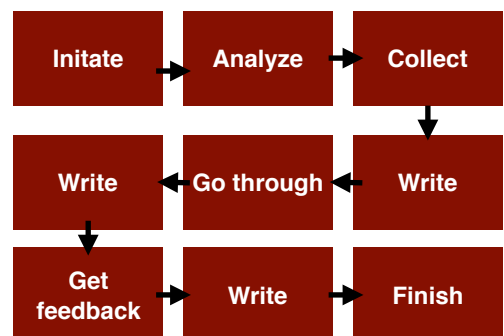 Initate
Analyze
Collect
Write
Go through
Write
Get
feedback
Write
Finish